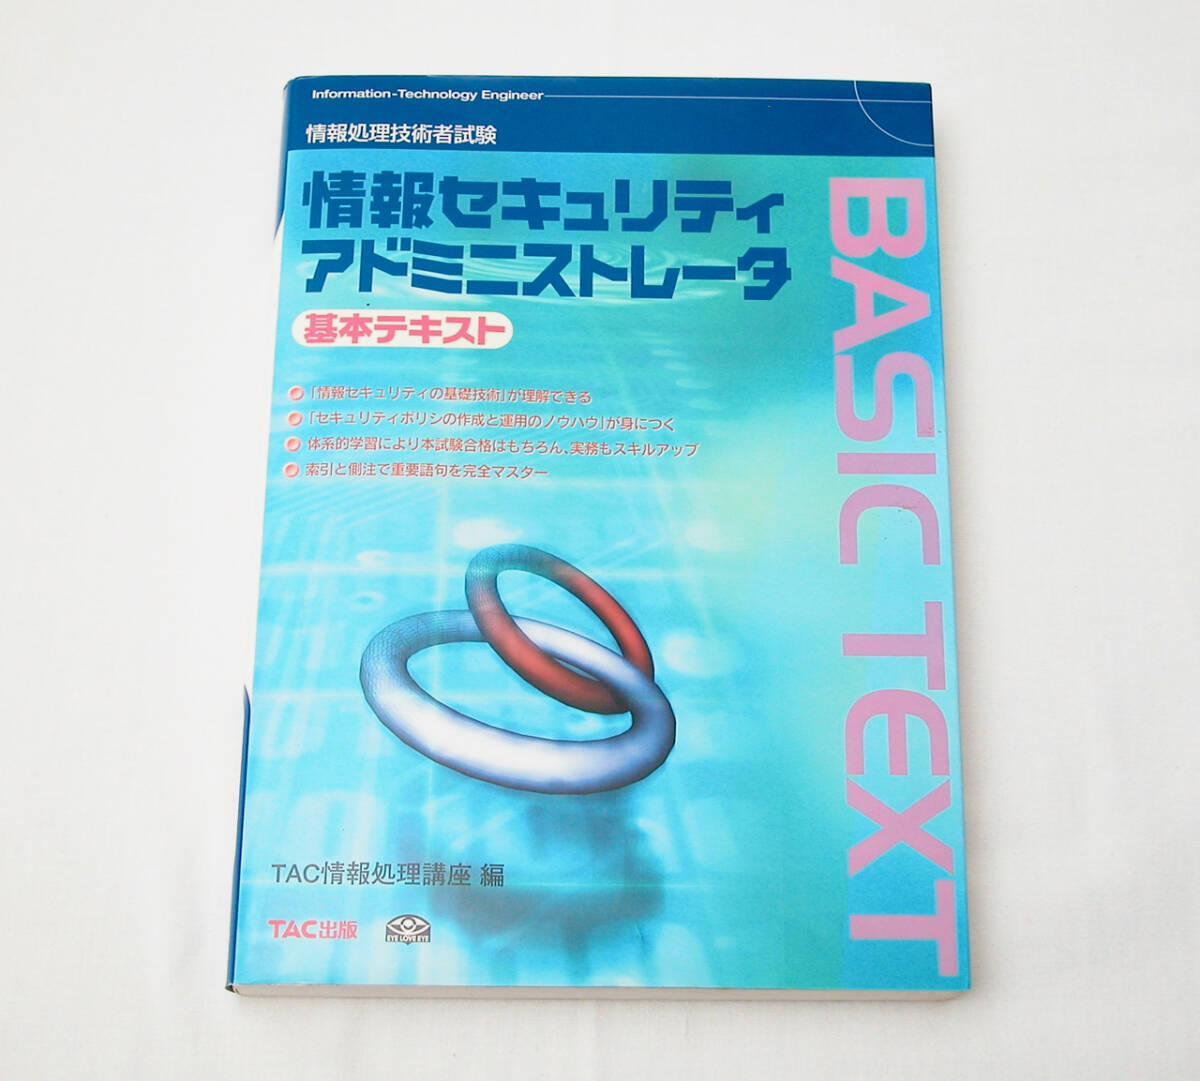 Information-Technology Engineer
情報処理技術者試験
情報セキュリティ
アドミニストレータ
基本テキスト
「情報セキュリティの基礎技術」が理解できる
「セキュリティポリシの作成と運用のノウハウ」が身につく
体系的学習により本試験合格はもちろん、実務もスキルアップ
索引と側注で重要語句を完全マスター
BASIC TEXT
TAC情報処理講座 編
TAC出版
EYE LOVE EYE